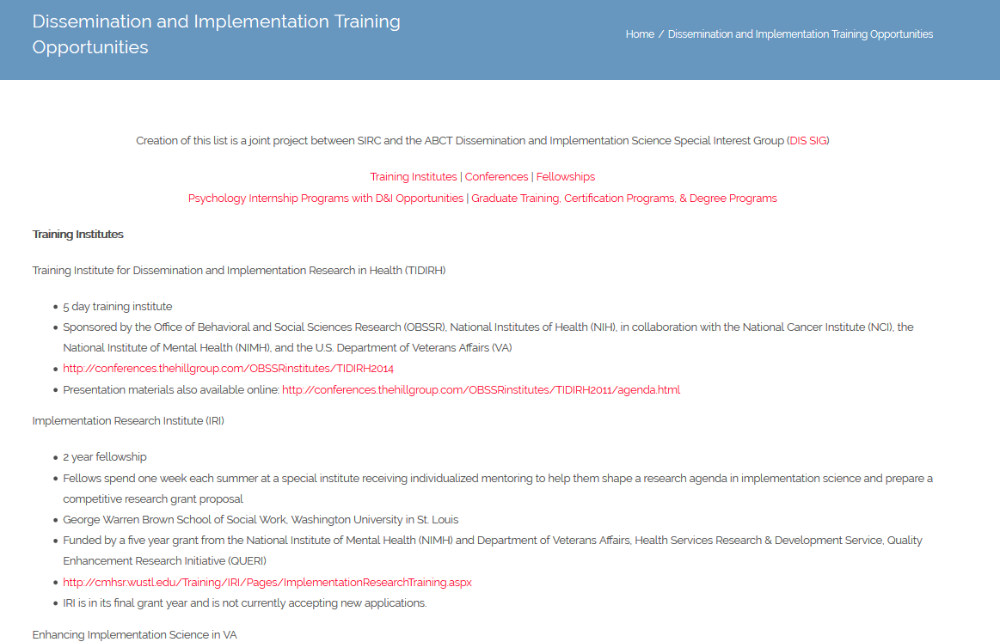 Dissemination and Implementation Training
Opportunities
Home / Dissemination and Implementation Training Opportunities
Creation of this list is a joint project between SIRC and the ABCT Dissemination and Implementation Science Special Interest Group (DIS SIG)
Training Institutes | Conferences | Fellowships
Psychology Internship Programs with D&I Opportunities | Graduate Training, Certification Programs, & Degree Programs
Training Institutes
Training Institute for Dissemination and Implementation Research in Health (TIDIRH)
• 5 day training institute
• Sponsored by the Office of Behavioral and Social Sciences Research (OBSSR), National Institutes of Health (NIH), in collaboration with the National Cancer Institute (NCI), the
National Institute of Mental Health (NIMH), and the U.S. Department of Veterans Affairs (VA)
• http://conferences.thehillgroup.com/OBSSRinstitutes/TIDIRH2014
• Presentation materials also available online: http://conferences.thehillgroup.com/OBSSRinstitutes/TIDIRH2011/agenda.html
Implementation Research Institute (IRI)
• 2 year fellowship
• Fellows spend one week each summer at a special institute receiving individualized mentoring to help them shape a research agenda in implementation science and prepare a
competitive research grant proposal
• George Warren Brown School of Social Work, Washington University in St. Louis
• Funded by a five year grant from the National Institute of Mental Health (NIMH) and Department of Veterans Affairs, Health Services Research & Development Service, Quality
Enhancement Research Initiative (QUERI)
• http://cmhsr.wustl.edu/Training/IRI/Pages/ImplementationResearchTraining.aspx
• IRI is in its final grant year and is not currently accepting new applications.
Enhancing Implementation Science in VA